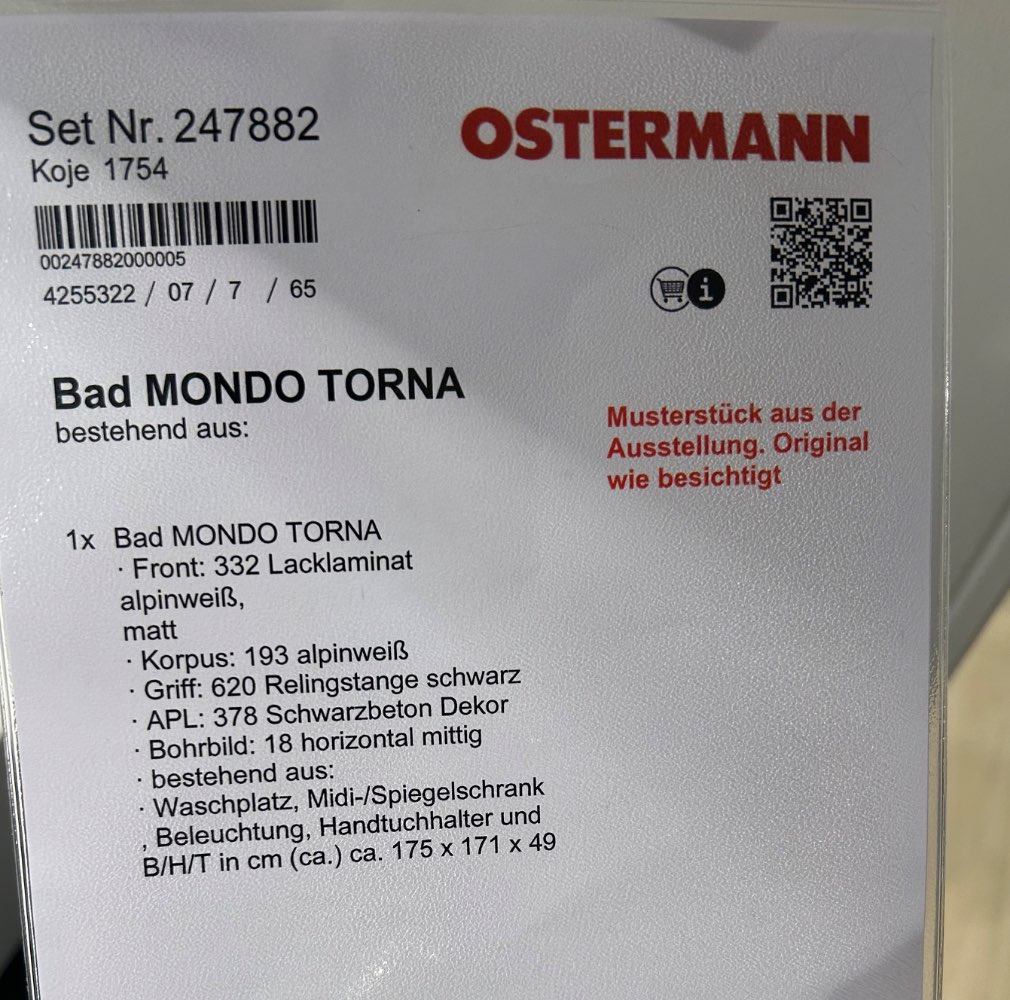 Set Nr. 247882
OSTERMANN
Koje 1754
00247882000005
4255322 / 07 / 7 / 65
i
Bad MONDO TORNA
bestehend aus:
Musterstück aus der
Ausstellung. Original
wie besichtigt
1x Bad MONDO TORNA
· Front: 332 Lacklaminat
alpinweiß,
matt
· Korpus: 193 alpinweiß
· Griff: 620 Relingstange schwarz
· APL: 378 Schwarzbeton Dekor
· Bohrbild: 18 horizontal mittig
· bestehend aus:
· Waschplatz, Midi-/Spiegelschrank
, Beleuchtung, Handtuchhalter und
B/H/T in cm (ca.) ca. 175 x 171 x 49